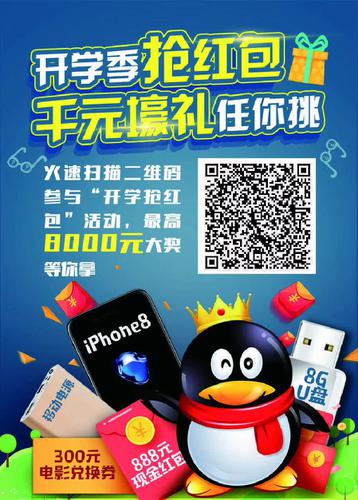 开学季抢红包
千元壕礼任你挑
火速扫描二维码
参与“开学抢红
包”活动，最高
8000元大奖
等你拿
iPhone8
移动电源
8G
U盘
888元
现金红包
300元
电影兑换券